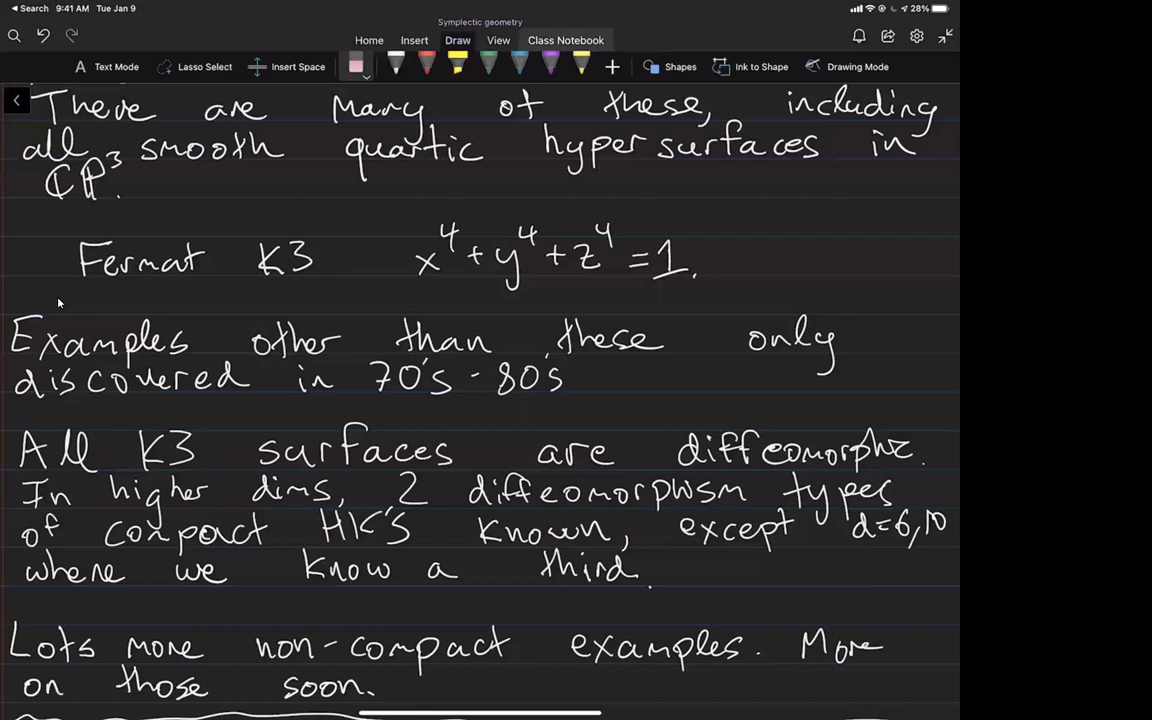 Search 9:41 AM Tue Jan 9 28%
Symplectic geometry
Home Insert Draw View Class Notebook
Text Mode Lasso Select Insert Space Shapes Ink to Shape Drawing Mode
There are many of these, including
all smooth quartic hypersurfaces in
ℂP³.
Fermat K3 x⁴+y⁴+z⁴=1.
Examples other than these only
discovered in 70's-80's
All K3 surfaces are diffeomorphic.
In higher dims, 2 diffeomorphism types
of compact HK's known, except d=6,10
where we know a third.
Lots more non-compact examples. More
on those soon.